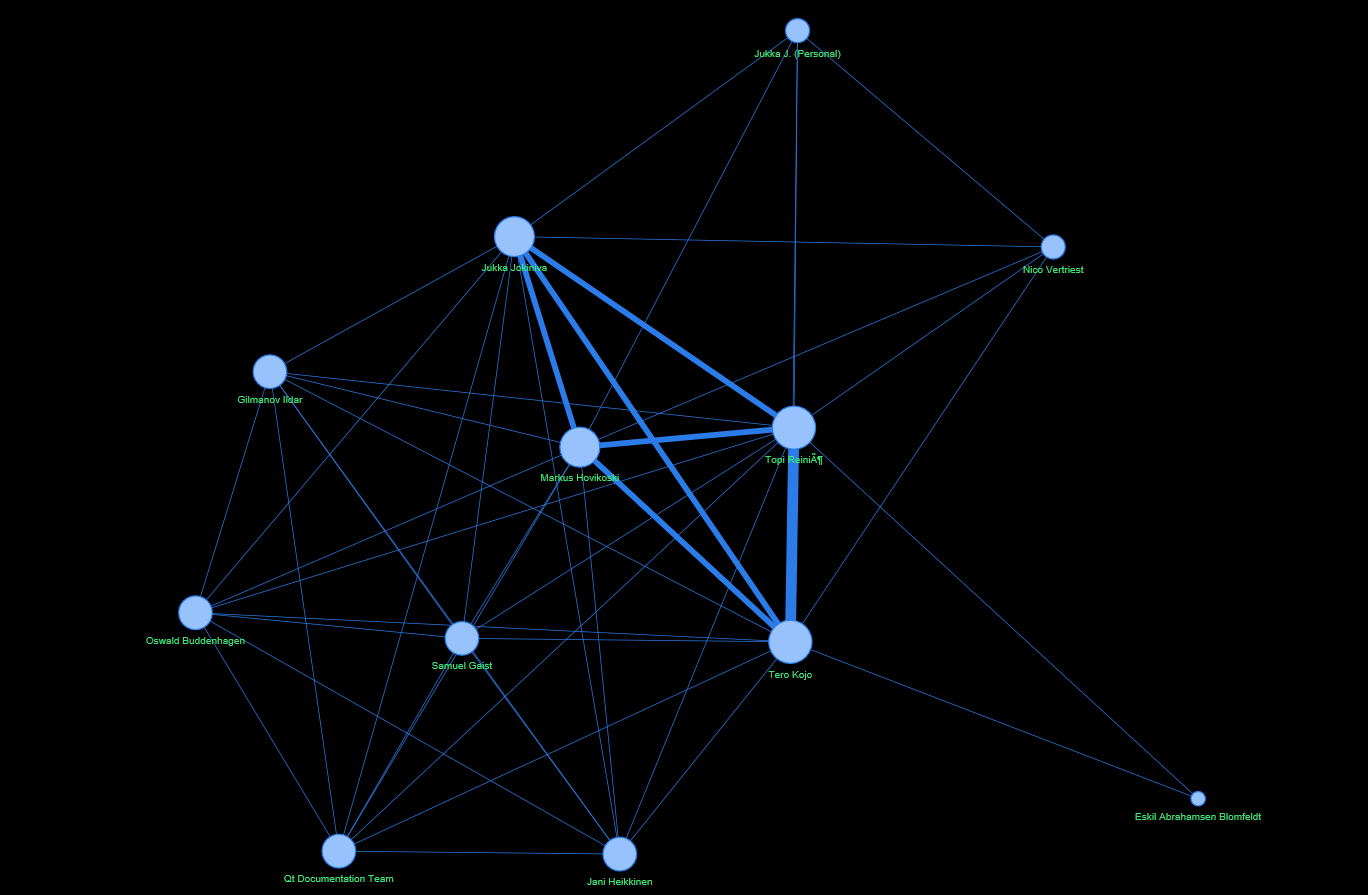 Jukka J. (Personal)
Jukka Jokiniva
Nico Vertriest
Gilmanov Ildar
Topi ReiniÃ¶
Markus Hovikoski
Oswald Buddenhagen
Samuel Gaist
Tero Kojo
Eskil Abrahamsen Blomfeldt
Qt Documentation Team
Jani Heikkinen